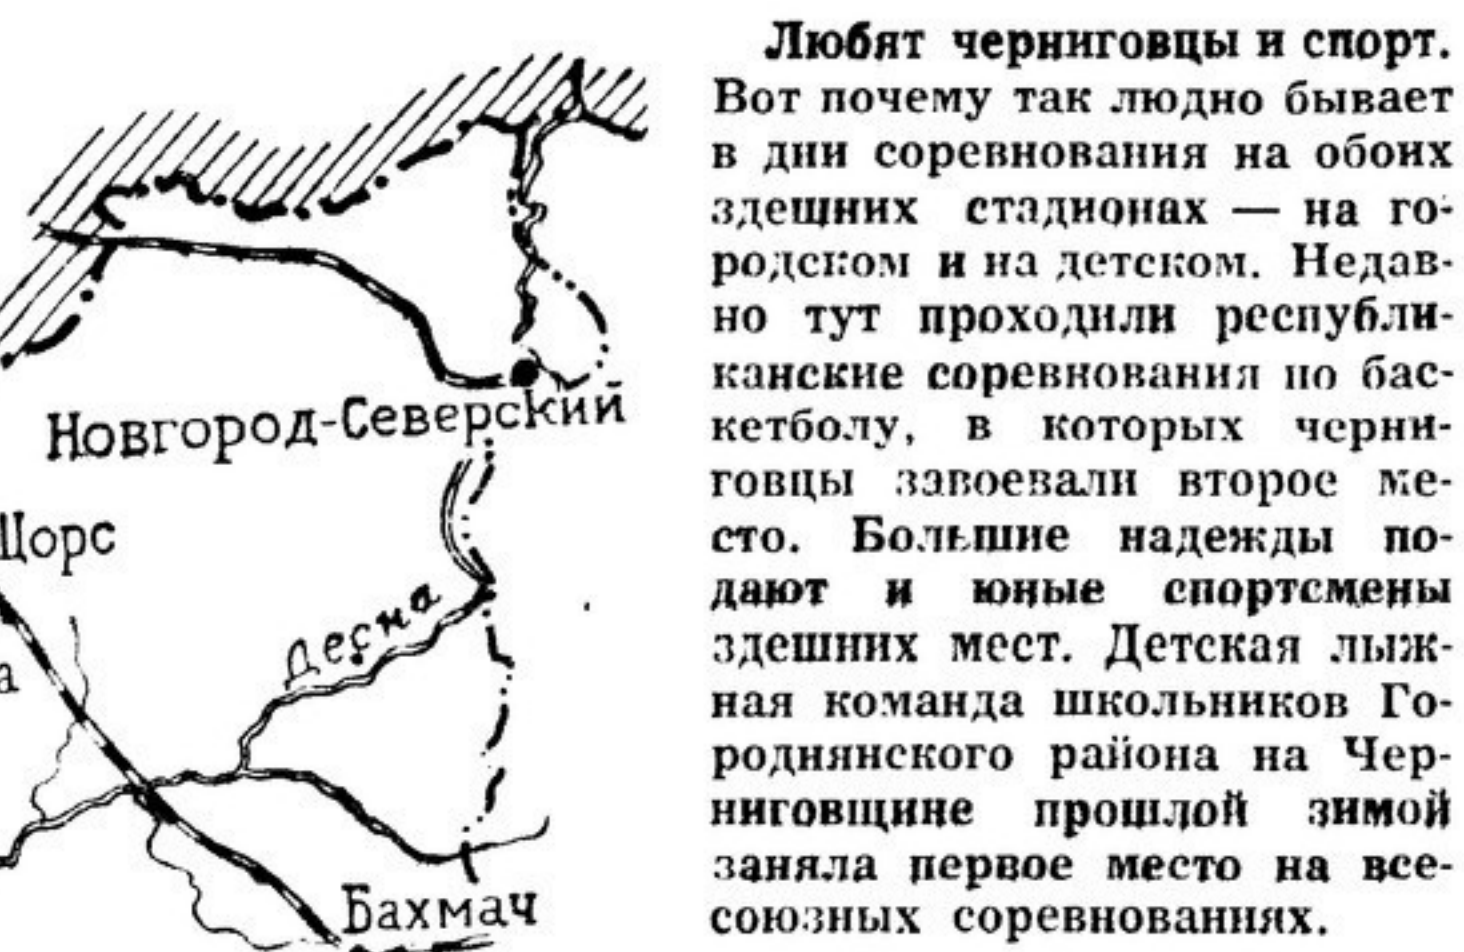 Новгород-Северский
Щорс
Десна
а
Бахмач
Любят черниговцы и спорт.
Вот почему так людно бывает
в дни соревнования на обоих
здешних стадионах — на го-
родском и на детском. Недав-
но тут проходили республи-
канские соревнования по бас-
кетболу, в которых черни-
говцы завоевали второе ме-
сто. Большие надежды по-
дают и юные спортсмены
здешних мест. Детская лыж-
ная команда школьников Го-
роднянского района на Чер-
ниговщине прошлой зимой
заняла первое место на все-
союзных соревнованиях.